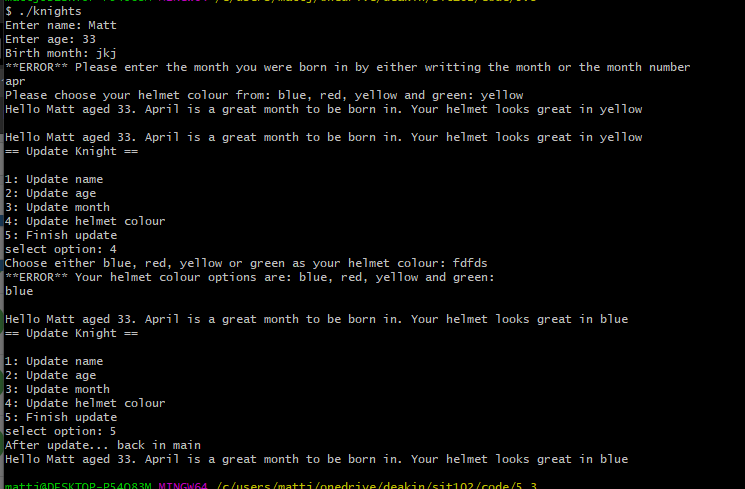 $ ./knights
Enter name: Matt
Enter age: 33
Birth month: jkj
**ERROR** Please enter the month you were born in by either writting the month or the month number
apr
Please choose your helmet colour from: blue, red, yellow and green: yellow
Hello Matt aged 33. April is a great month to be born in. Your helmet looks great in yellow
Hello Matt aged 33. April is a great month to be born in. Your helmet looks great in yellow
== Update Knight ==
1: Update name
2: Update age
3: Update month
4: Update helmet colour
5: Finish update
select option: 4
Choose either blue, red, yellow or green as your helmet colour: fdfds
**ERROR** Your helmet colour options are: blue, red, yellow and green:
blue
Hello Matt aged 33. April is a great month to be born in. Your helmet looks great in blue
== Update Knight ==
1: Update name
2: Update age
3: Update month
4: Update helmet colour
5: Finish update
select option: 5
After update... back in main
Hello Matt aged 33. April is a great month to be born in. Your helmet looks great in blue
mattj@DESKTOP-P54Q83M MINGW64 /c/users/mattj/onedrive/deakin/sit102/code/5.3